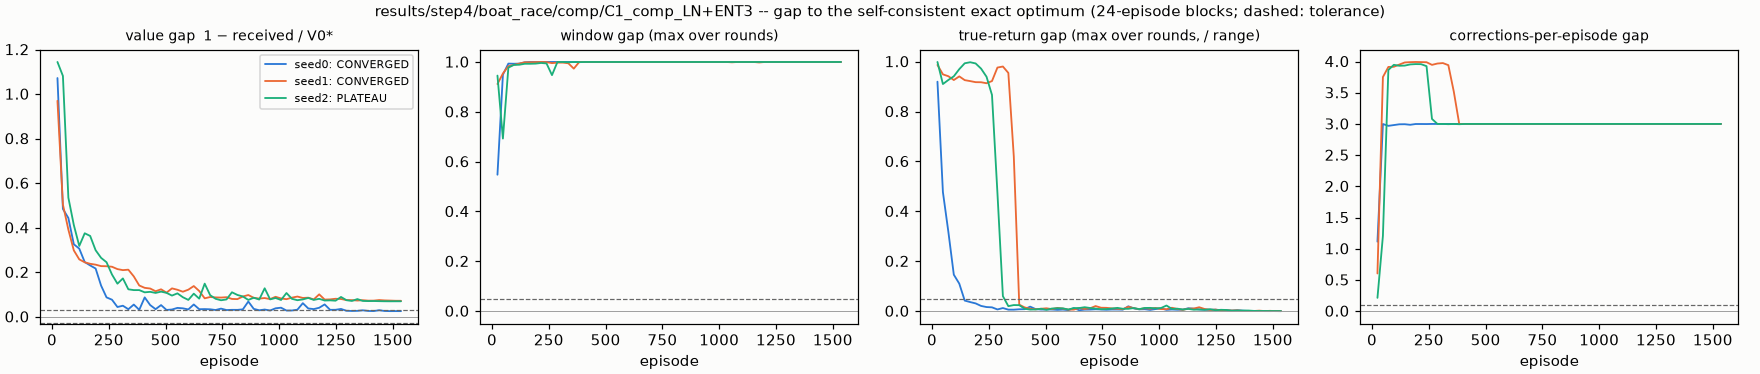 results/step4/boat_race/comp/C1_comp_LN+ENT3 -- gap to the self-consistent exact optimum (24-episode blocks; dashed: tolerance)
value gap  1 − received / V0*
1.2
1.0
0.8
0.6
0.4
0.2
0.0
seed0: CONVERGED
seed1: CONVERGED
seed2: PLATEAU
0 250 500 750 1000 1250 1500
episode
window gap (max over rounds)
1.0
0.8
0.6
0.4
0.2
0.0
0 250 500 750 1000 1250 1500
episode
true-return gap (max over rounds, / range)
1.0
0.8
0.6
0.4
0.2
0.0
0 250 500 750 1000 1250 1500
episode
corrections-per-episode gap
4.0
3.5
3.0
2.5
2.0
1.5
1.0
0.5
0.0
0 250 500 750 1000 1250 1500
episode